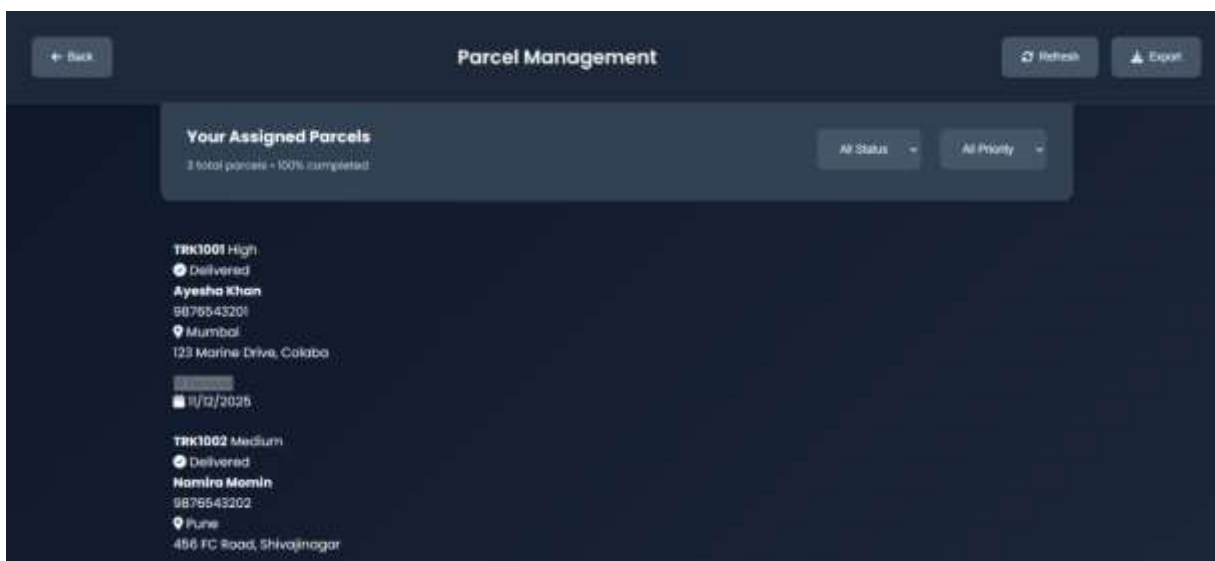 ← Back
Parcel Management
Refresh
Export
Your Assigned Parcels
3 total parcels • 100% completed
All Status
All Priority
TRK1001 High
Delivered
Ayesha Khan
9876543201
Mumbai
123 Marine Drive, Colaba
11/12/2025
TRK1002 Medium
Delivered
Namira Momin
9876543202
Pune
456 FC Road, Shivajinagar